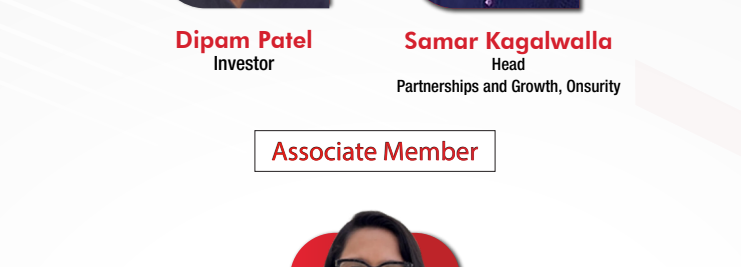 Dipam Patel
Investor
Samar Kagalwalla
Head
Partnerships and Growth, Onsurity
Associate Member